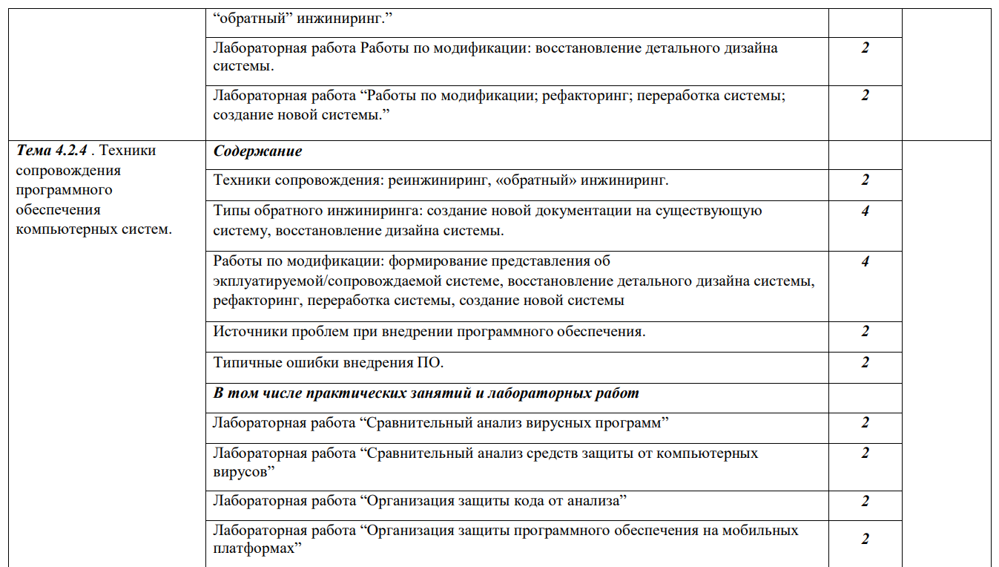 “обратный” инжиниринг.”
Лабораторная работа Работы по модификации: восстановление детального дизайна
системы.
2
Лабораторная работа “Работы по модификации; рефакторинг; переработка системы;
создание новой системы.”
2
Тема 4.2.4 . Техники
сопровождения
программного
обеспечения
компьютерных систем.
Содержание
Техники сопровождения: реинжиниринг, «обратный» инжиниринг.
2
Типы обратного инжиниринга: создание новой документации на существующую
систему, восстановление дизайна системы.
4
Работы по модификации: формирование представления об
экплуатируемой/сопровождаемой системе, восстановление детального дизайна системы,
рефакторинг, переработка системы, создание новой системы
4
Источники проблем при внедрении программного обеспечения.
2
Типичные ошибки внедрения ПО.
2
В том числе практических занятий и лабораторных работ
Лабораторная работа “Сравнительный анализ вирусных программ”
2
Лабораторная работа “Сравнительный анализ средств защиты от компьютерных
вирусов”
2
Лабораторная работа “Организация защиты кода от анализа”
2
Лабораторная работа “Организация защиты программного обеспечения на мобильных
платформах”
2